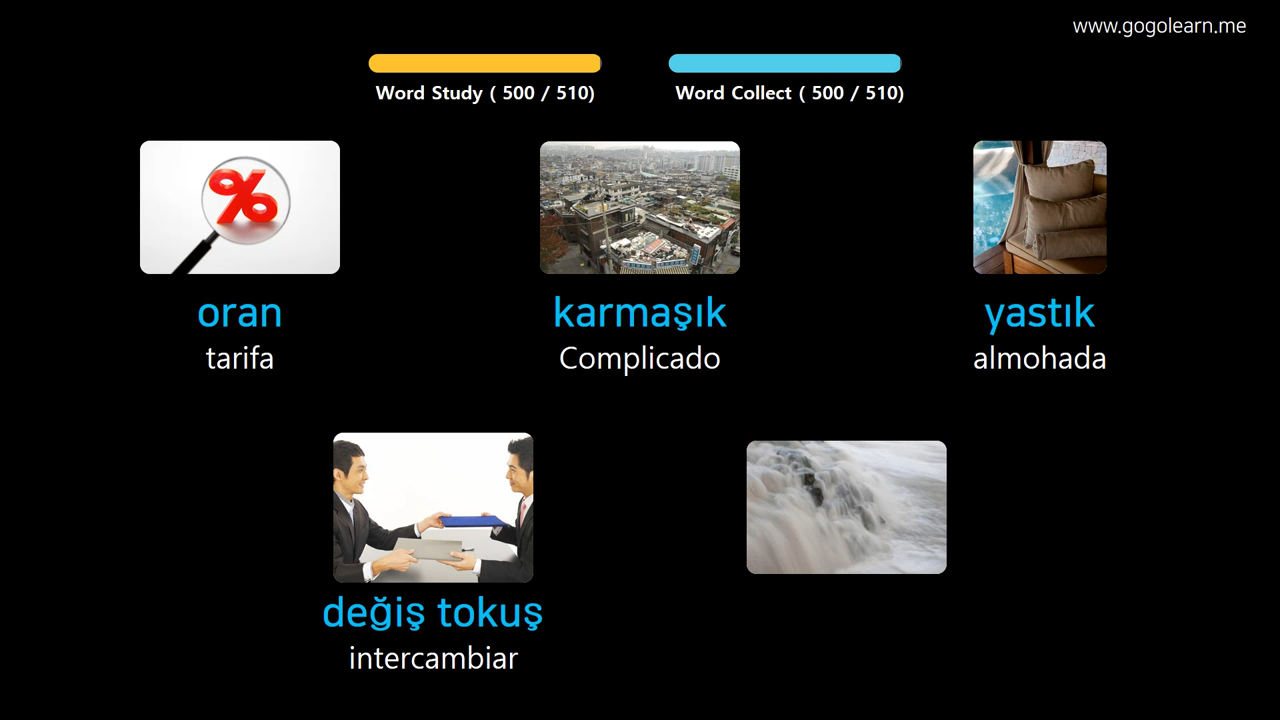 www.gogolearn.me
Word Study ( 500 / 510)
Word Collect ( 500 / 510)
oran
tarifa
karmaşık
Complicado
yastık
almohada
değiş tokuş
intercambiar